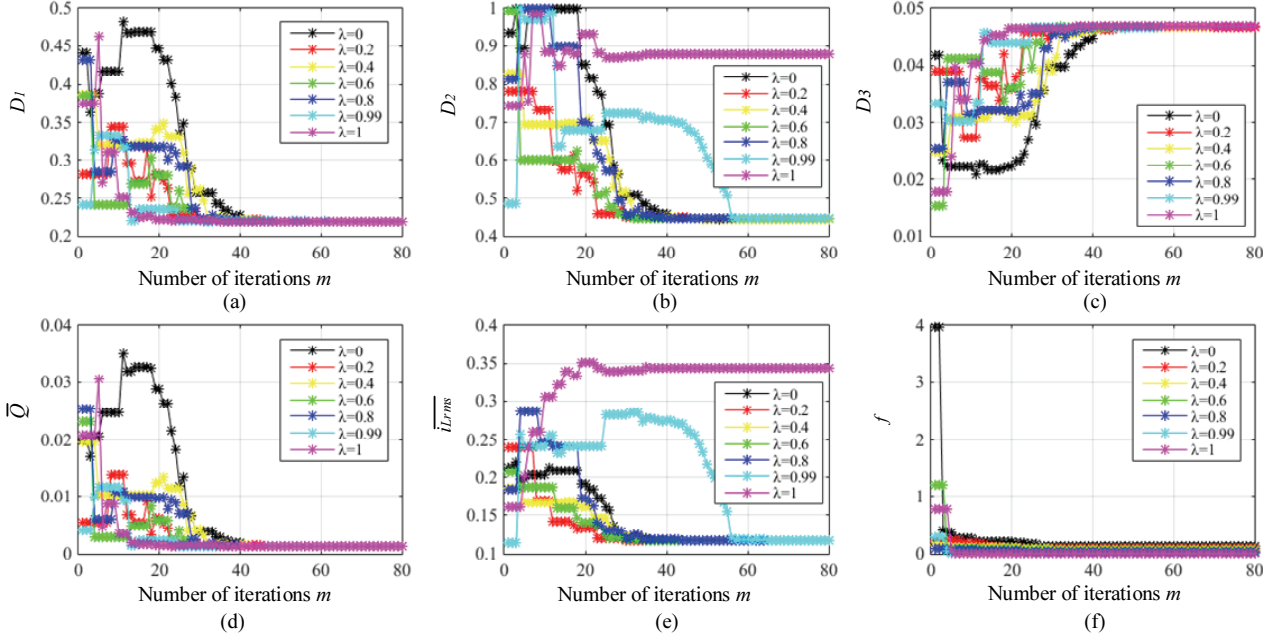 D1
0.5
0.45
0.4
0.35
0.3
0.25
0.2
0 20 40 60 80
λ=0
λ=0.2
λ=0.4
λ=0.6
λ=0.8
λ=0.99
λ=1
Number of iterations m
(a)
D2
1
0.9
0.8
0.7
0.6
0.5
0.4
0 20 40 60 80
λ=0
λ=0.2
λ=0.4
λ=0.6
λ=0.8
λ=0.99
λ=1
Number of iterations m
(b)
D3
0.05
0.04
0.03
0.02
0.01
0 20 40 60 80
λ=0
λ=0.2
λ=0.4
λ=0.6
λ=0.8
λ=0.99
λ=1
Number of iterations m
(c)
Q̅
0.04
0.03
0.02
0.01
0
0 20 40 60 80
λ=0
λ=0.2
λ=0.4
λ=0.6
λ=0.8
λ=0.99
λ=1
Number of iterations m
(d)
iLrms
0.4
0.35
0.3
0.25
0.2
0.15
0.1
0 20 40 60 80
λ=0
λ=0.2
λ=0.4
λ=0.6
λ=0.8
λ=0.99
λ=1
Number of iterations m
(e)
f
4
3
2
1
0
0 20 40 60 80
λ=0
λ=0.2
λ=0.4
λ=0.6
λ=0.8
λ=0.99
λ=1
Number of iterations m
(f)